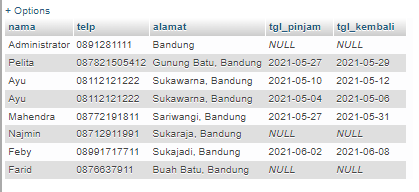 + Options
nama telp alamat tgl_pinjam tgl_kembali
Administrator 0891281111 Bandung NULL NULL
Pelita 087821505412 Gunung Batu, Bandung 2021-05-27 2021-05-29
Ayu 08112121222 Sukawarna, Bandung 2021-05-10 2021-05-12
Ayu 08112121222 Sukawarna, Bandung 2021-05-04 2021-05-06
Mahendra 08772191811 Sariwangi, Bandung 2021-05-27 2021-05-31
Najmin 08712911991 Sukaraja, Bandung NULL NULL
Feby 08991717711 Sukajadi, Bandung 2021-06-02 2021-06-08
Farid 0876637911 Buah Batu, Bandung NULL NULL